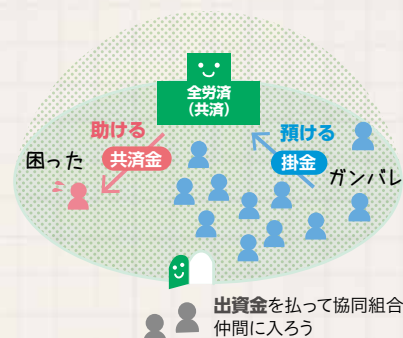 全労済
（共済）
助ける
預ける
困った
共済金
掛金
ガンバレ
出資金を払って協同組合
仲間に入ろう